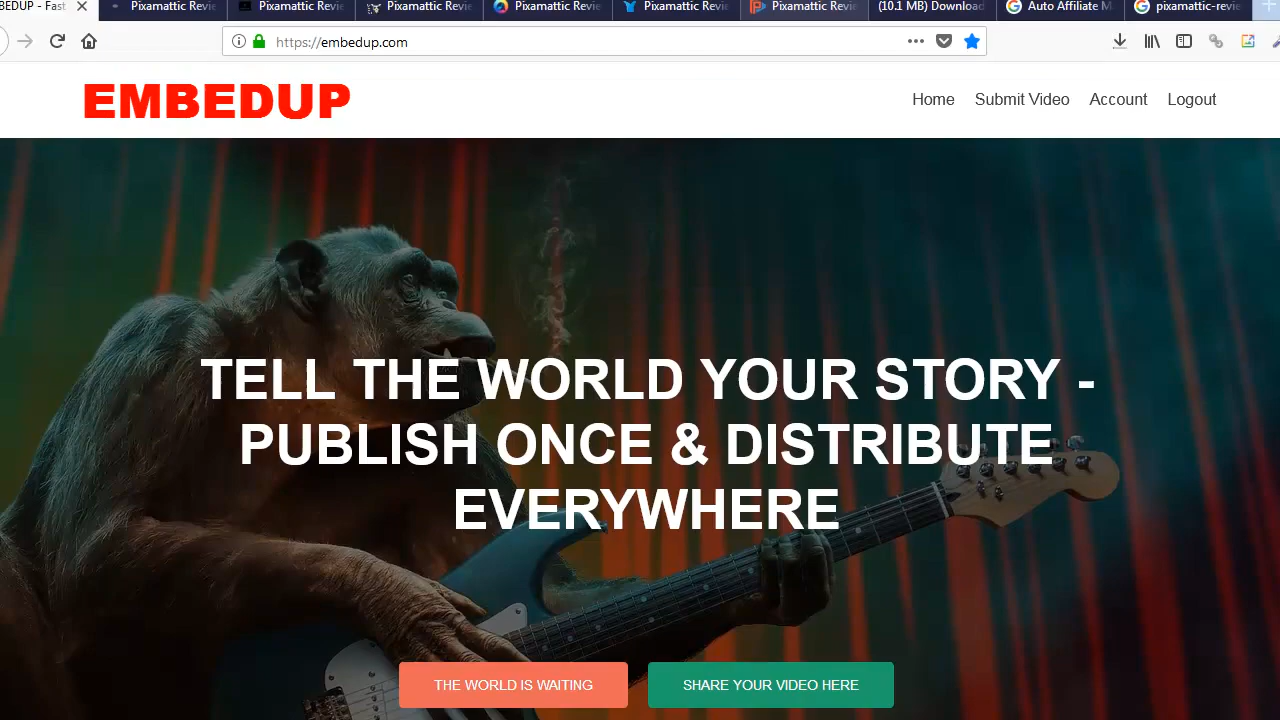 BEDUP - Fast
Pixamattic Revie
Pixamattic Revie
Pixamattic Revie
Pixamattic Revie
Pixamattic Revie
Pixamattic Revie
(10.1 MB) Download
Auto Affiliate M
pixamattic-revie
https://embedup.com
EMBEDUP
Home Submit Video Account Logout
TELL THE WORLD YOUR STORY -
PUBLISH ONCE & DISTRIBUTE
EVERYWHERE
THE WORLD IS WAITING
SHARE YOUR VIDEO HERE